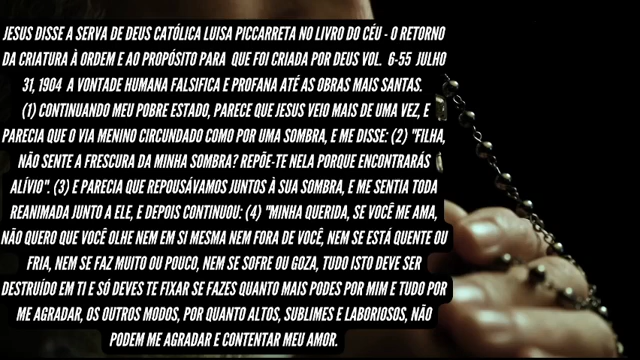 JESUS DISSE A SERVA DE DEUS CATÓLICA LUISA PICCARRETA NO LIVRO DO CÉU - O RETORNO
DA CRIATURA À ORDEM E AO PROPÓSITO PARA QUE FOI CRIADA POR DEUS VOL. 6-55 JULHO
31, 1904 A VONTADE HUMANA FALSIFICA E PROFANA ATÉ AS OBRAS MAIS SANTAS.
(1) CONTINUANDO MEU POBRE ESTADO, PARECE QUE JESUS VEIO MAIS DE UMA VEZ, E
PARECIA QUE O VIA MENINO CIRCUNDADO COMO POR UMA SOMBRA, E ME DISSE: (2) "FILHA,
NÃO SENTE A FRESCURA DA MINHA SOMBRA? REPÕE-TE NELA PORQUE ENCONTRARÁS
ALÍVIO". (3) E PARECIA QUE REPOUSÁVAMOS JUNTOS À SUA SOMBRA, E ME SENTIA TODA
REANIMADA JUNTO A ELE, E DEPOIS CONTINUOU: (4) "MINHA QUERIDA, SE VOCÊ ME AMA,
NÃO QUERO QUE VOCÊ OLHE NEM EM SI MESMA NEM FORA DE VOCÊ, NEM SE ESTÁ QUENTE OU
FRIA, NEM SE FAZ MUITO OU POUCO, NEM SE SOFRE OU GOZA, TUDO ISTO DEVE SER
DESTRUÍDO EM TI E SÓ DEVES TE FIXAR SE FAZES QUANTO MAIS PODES POR MIM E TUDO POR
ME AGRADAR, OS OUTROS MODOS, POR QUANTO ALTOS, SUBLIMES E LABORIOSOS, NÃO
PODEM ME AGRADAR E CONTENTAR MEU AMOR.